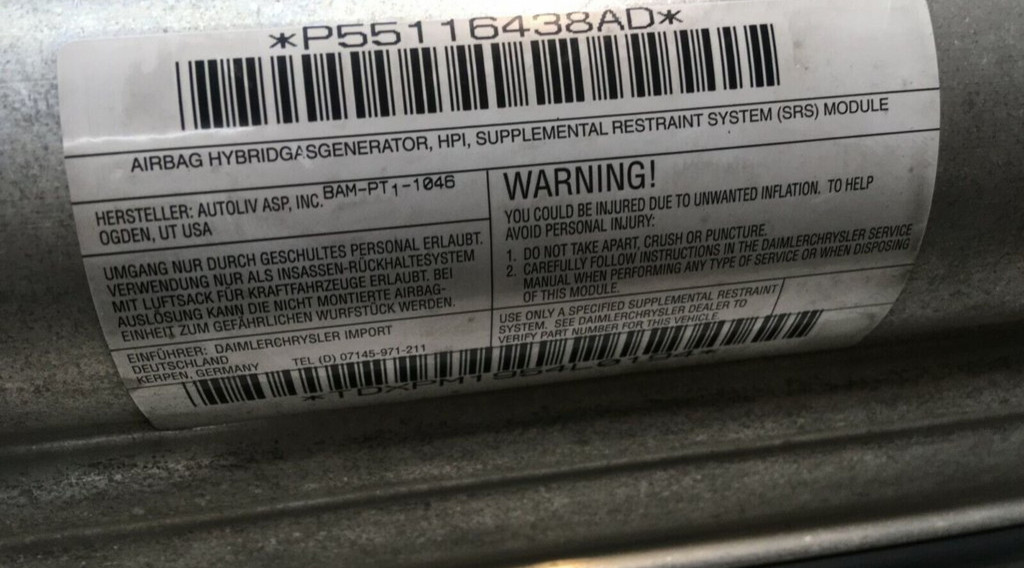 *P55116438AD*
AIRBAG HYBRIDGASGENERATOR, HPI, SUPPLEMENTAL RESTRAINT SYSTEM (SRS) MODULE
HERSTELLER: AUTOLIV ASP, INC. BAM-PT1-1046
OGDEN, UT USA
UMGANG NUR DURCH GESCHULTES PERSONAL ERLAUBT.
VERWENDUNG NUR ALS INSASSEN-RÜCKHALTESYSTEM
MIT LUFTSACK FÜR KRAFTFAHRZEUGE ERLAUBT. BEI
AUSLÖSUNG KANN DIE NICHT MONTIERTE AIRBAG-
EINHEIT ZUM GEFÄHRLICHEN WURFSTÜCK WERDEN.
EINFÜHRER: DAIMLERCHRYSLER IMPORT
DEUTSCHLAND
KERPEN, GERMANY TEL (0) 07145-971-211
WARNING!
YOU COULD BE INJURED DUE TO UNWANTED INFLATION. TO HELP
AVOID PERSONAL INJURY:
1. DO NOT TAKE APART, CRUSH OR PUNCTURE.
2. CAREFULLY FOLLOW INSTRUCTIONS IN THE DAIMLERCHRYSLER SERVICE
MANUAL WHEN PERFORMING ANY TYPE OF SERVICE OR WHEN DISPOSING
OF THIS MODULE.
USE ONLY A SPECIFIED SUPPLEMENTAL RESTRAINT
SYSTEM. SEE DAIMLERCHRYSLER DEALER TO
VERIFY PART NUMBER FOR THIS VEHICLE.